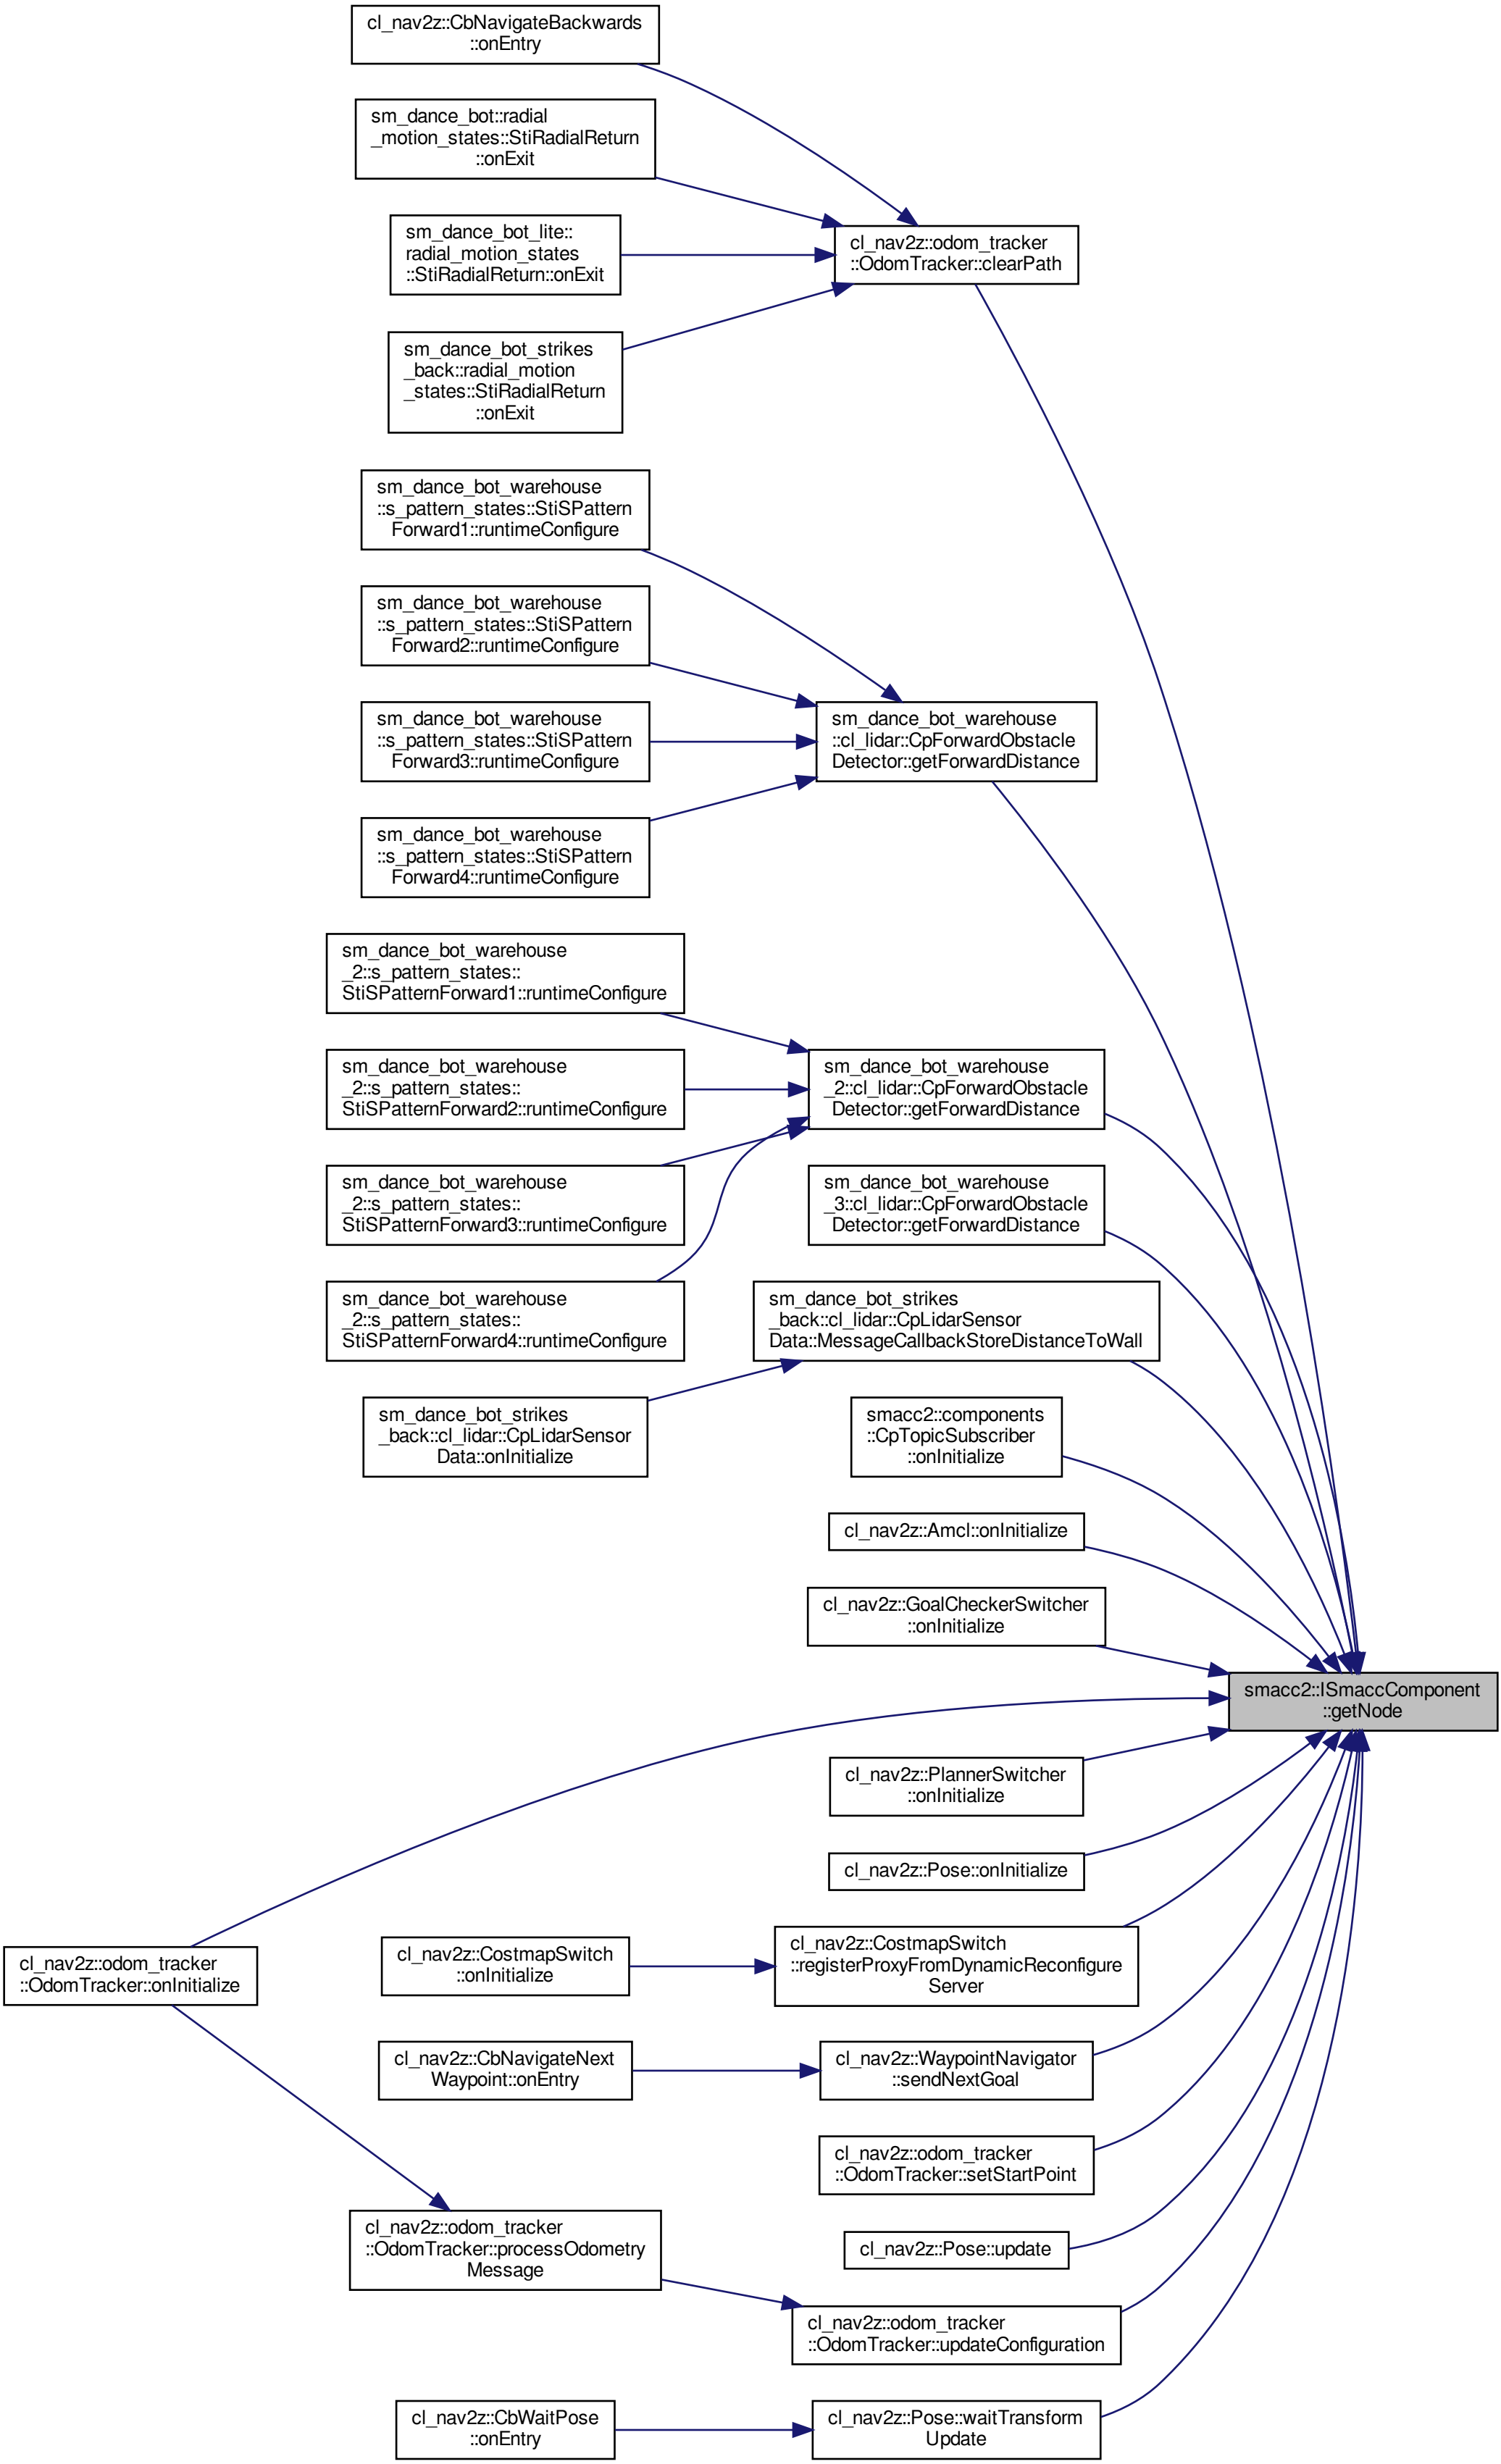 cl_nav2z::CbNavigateBackwards
::onEntry
sm_dance_bot::radial
_motion_states::StiRadialReturn
::onExit
sm_dance_bot_lite::
radial_motion_states
::StiRadialReturn::onExit
cl_nav2z::odom_tracker
::OdomTracker::clearPath
sm_dance_bot_strikes
_back::radial_motion
_states::StiRadialReturn
::onExit
sm_dance_bot_warehouse
::s_pattern_states::StiSPattern
Forward1::runtimeConfigure
sm_dance_bot_warehouse
::s_pattern_states::StiSPattern
Forward2::runtimeConfigure
sm_dance_bot_warehouse
::s_pattern_states::StiSPattern
Forward3::runtimeConfigure
sm_dance_bot_warehouse
::cl_lidar::CpForwardObstacle
Detector::getForwardDistance
sm_dance_bot_warehouse
::s_pattern_states::StiSPattern
Forward4::runtimeConfigure
sm_dance_bot_warehouse
_2::s_pattern_states::
StiSPatternForward1::runtimeConfigure
sm_dance_bot_warehouse
_2::s_pattern_states::
StiSPatternForward2::runtimeConfigure
sm_dance_bot_warehouse
_2::cl_lidar::CpForwardObstacle
Detector::getForwardDistance
sm_dance_bot_warehouse
_2::s_pattern_states::
StiSPatternForward3::runtimeConfigure
sm_dance_bot_warehouse
_3::cl_lidar::CpForwardObstacle
Detector::getForwardDistance
sm_dance_bot_warehouse
_2::s_pattern_states::
StiSPatternForward4::runtimeConfigure
sm_dance_bot_strikes
_back::cl_lidar::CpLidarSensor
Data::MessageCallbackStoreDistanceToWall
sm_dance_bot_strikes
_back::cl_lidar::CpLidarSensor
Data::onInitialize
smacc2::components
::CpTopicSubscriber
::onInitialize
cl_nav2z::Amcl::onInitialize
cl_nav2z::GoalCheckerSwitcher
::onInitialize
smacc2::ISmaccComponent
::getNode
cl_nav2z::PlannerSwitcher
::onInitialize
cl_nav2z::Pose::onInitialize
cl_nav2z::odom_tracker
::OdomTracker::onInitialize
cl_nav2z::CostmapSwitch
::onInitialize
cl_nav2z::CostmapSwitch
::registerProxyFromDynamicReconfigure
Server
cl_nav2z::CbNavigateNext
Waypoint::onEntry
cl_nav2z::WaypointNavigator
::sendNextGoal
cl_nav2z::odom_tracker
::OdomTracker::setStartPoint
cl_nav2z::odom_tracker
::OdomTracker::processOdometry
Message
cl_nav2z::Pose::update
cl_nav2z::odom_tracker
::OdomTracker::updateConfiguration
cl_nav2z::CbWaitPose
::onEntry
cl_nav2z::Pose::waitTransform
Update